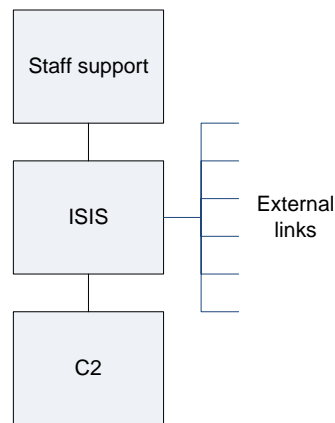 Staff support
ISIS
External
links
C2